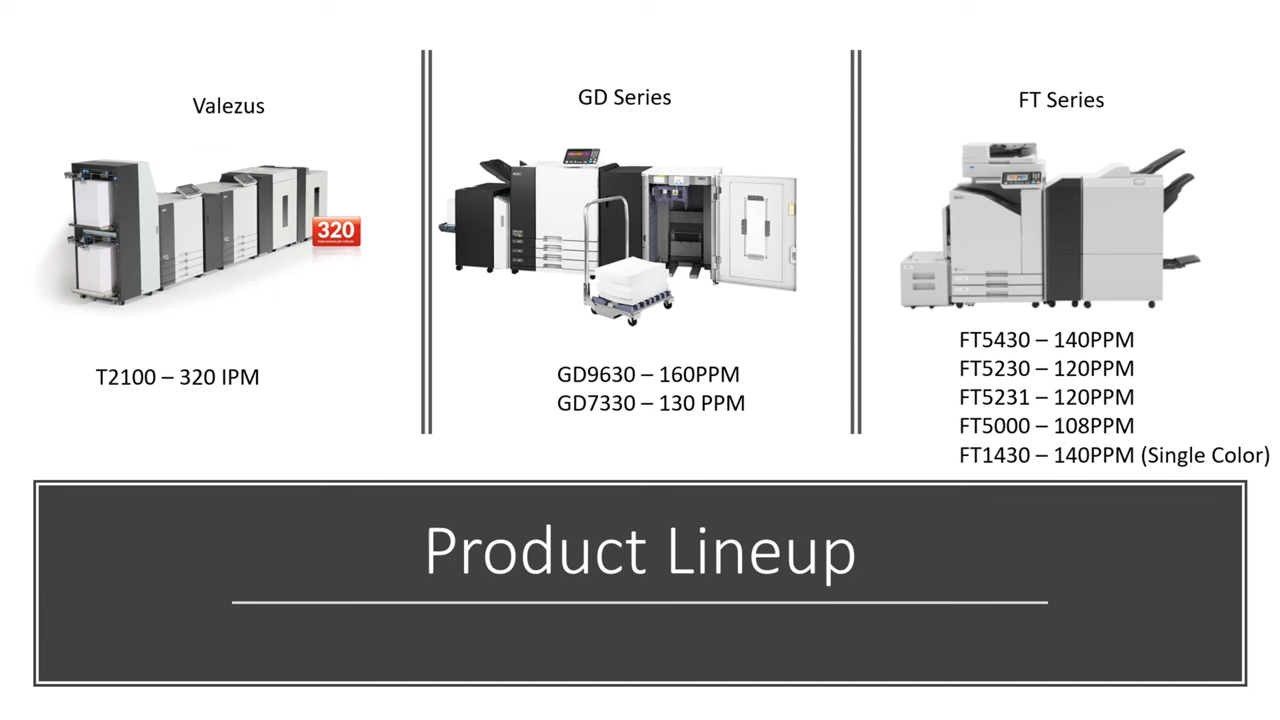 Valezus
320
T2100 – 320 IPM
GD Series
GD9630 – 160PPM
GD7330 – 130 PPM
FT Series
FT5430 – 140PPM
FT5230 – 120PPM
FT5231 – 120PPM
FT5000 – 108PPM
FT1430 – 140PPM (Single Color)
Product Lineup